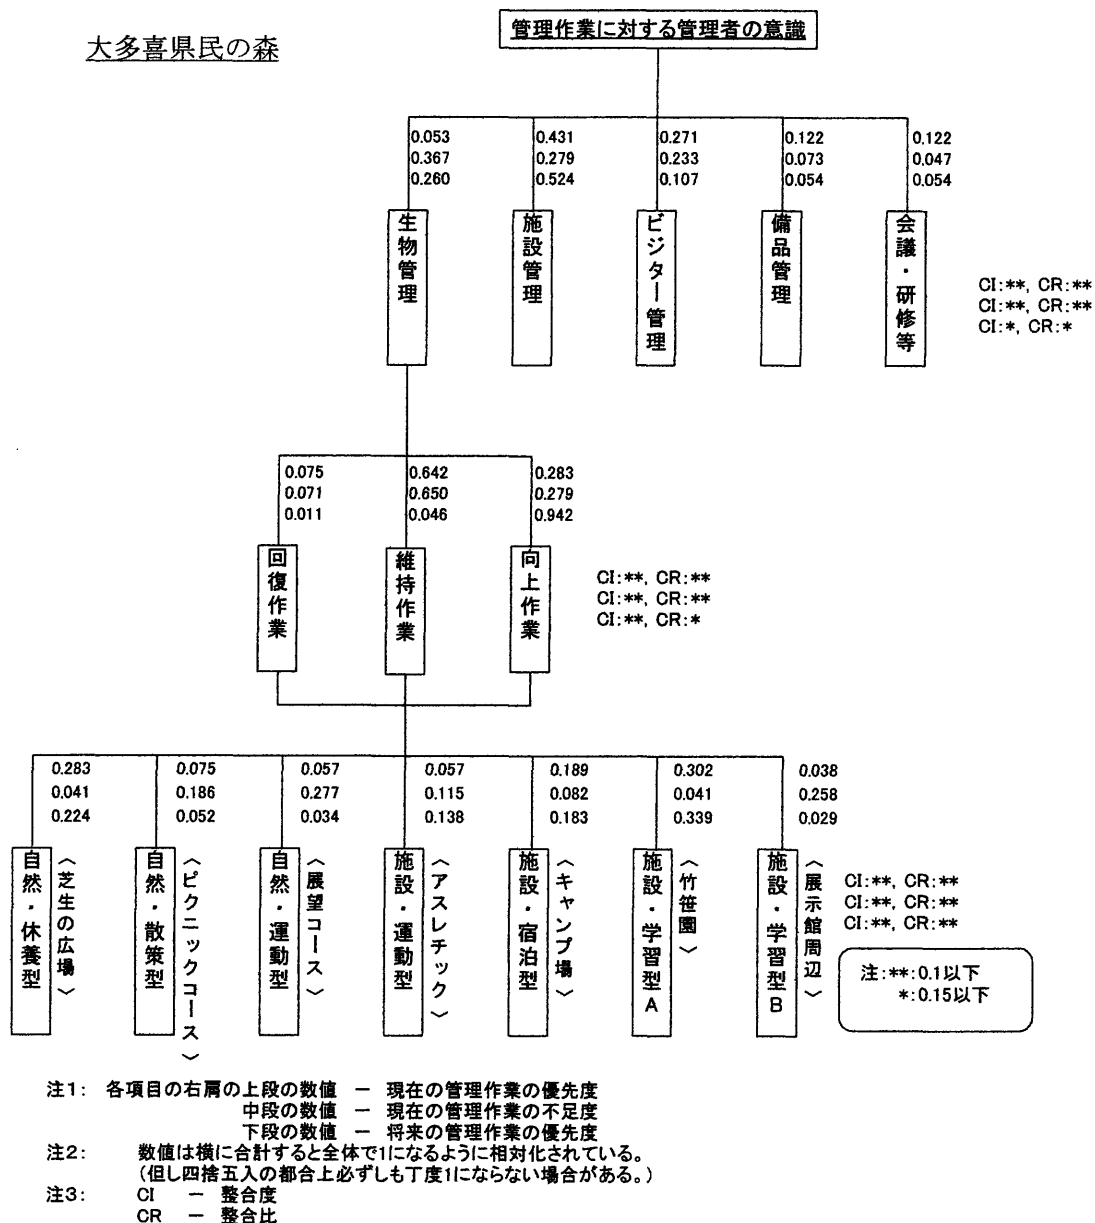 大多喜県民の森
管理作業に対する管理者の意識
0.053 0.431 0.271 0.122 0.122
0.367 0.279 0.233 0.073 0.047
0.260 0.524 0.107 0.054 0.054
生物管理
施設管理
ビジター管理
備品管理
会議・研修等
CI:**, CR:**
CI:**, CR:**
CI:*, CR:*
0.075 0.642 0.283
0.071 0.650 0.279
0.011 0.046 0.942
回復作業
維持作業
向上作業
CI:**, CR:**
CI:**, CR:**
CI:**, CR:*
0.283 0.075 0.057 0.057 0.189 0.302 0.038
0.041 0.186 0.277 0.115 0.082 0.041 0.258
0.224 0.052 0.034 0.138 0.183 0.339 0.029
自然・休養型
〈芝生の広場〉
自然・散策型
〈ピクニックコース〉
自然・運動型
〈展望コース〉
施設・運動型
〈アスレチック〉
施設・宿泊型
〈キャンプ場〉
施設・学習型A
〈竹笹園〉
施設・学習型B
〈展示館周辺〉
CI:**, CR:**
CI:**, CR:**
CI:**, CR:**
注:**:0.1以下
*:0.15以下
注1: 各項目の右肩の上段の数値 ー 現在の管理作業の優先度
中段の数値 ー 現在の管理作業の不足度
下段の数値 ー 将来の管理作業の優先度
注2: 数値は横に合計すると全体で1になるように相対化されている。
(但し四捨五入の都合上必ずしも丁度1にならない場合がある。)
注3: CI ー 整合度
CR ー 整合比